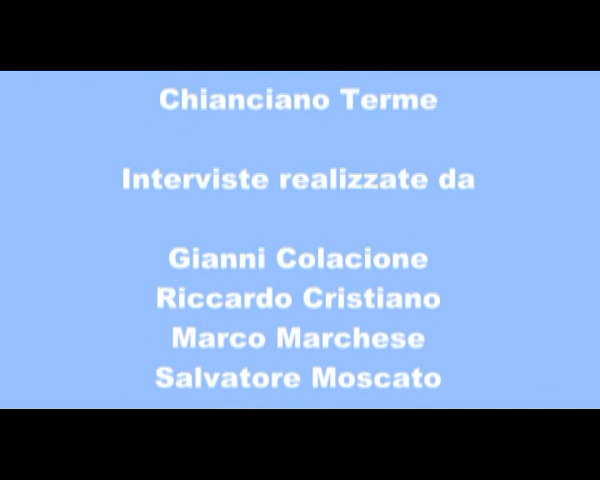 Chianciano Terme
Interviste realizzate da
Gianni Colacione
Riccardo Cristiano
Marco Marchese
Salvatore Moscato